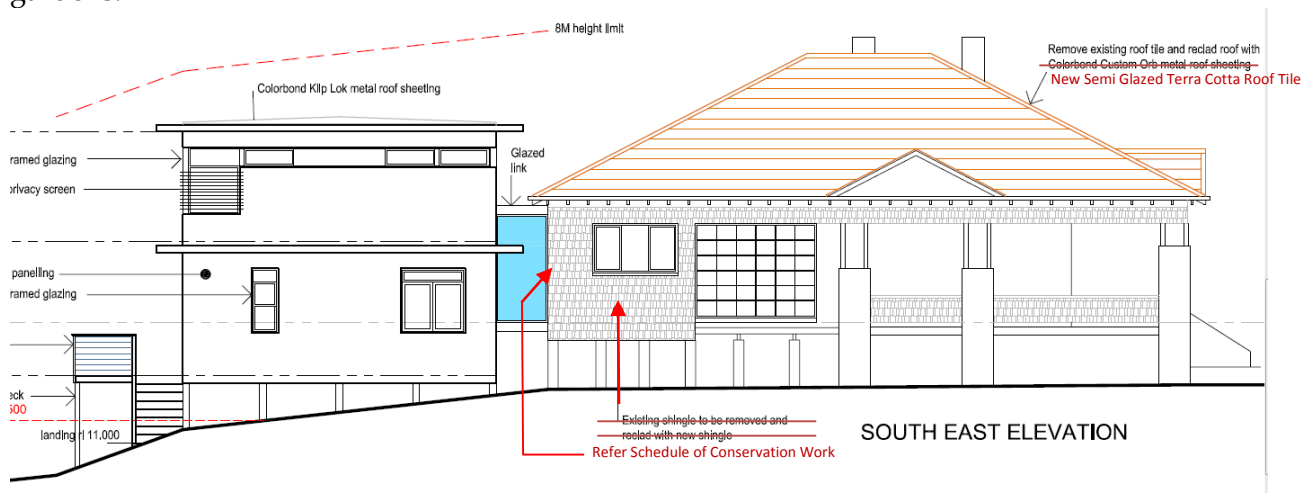 8M height limit
Remove existing roof tile and reclad roof with
Colorbond Custom Orb metal roof sheeting
New Semi Glazed Terra Cotta Roof Tile
Colorbond Klip Lok metal roof sheeting
Glazed
link
ramed glazing
privacy screen
panelling
ramed glazing
eck
landing rl 11,000
Existing shingle to be removed and
reclad with new shingle
Refer Schedule of Conservation Work
SOUTH EAST ELEVATION